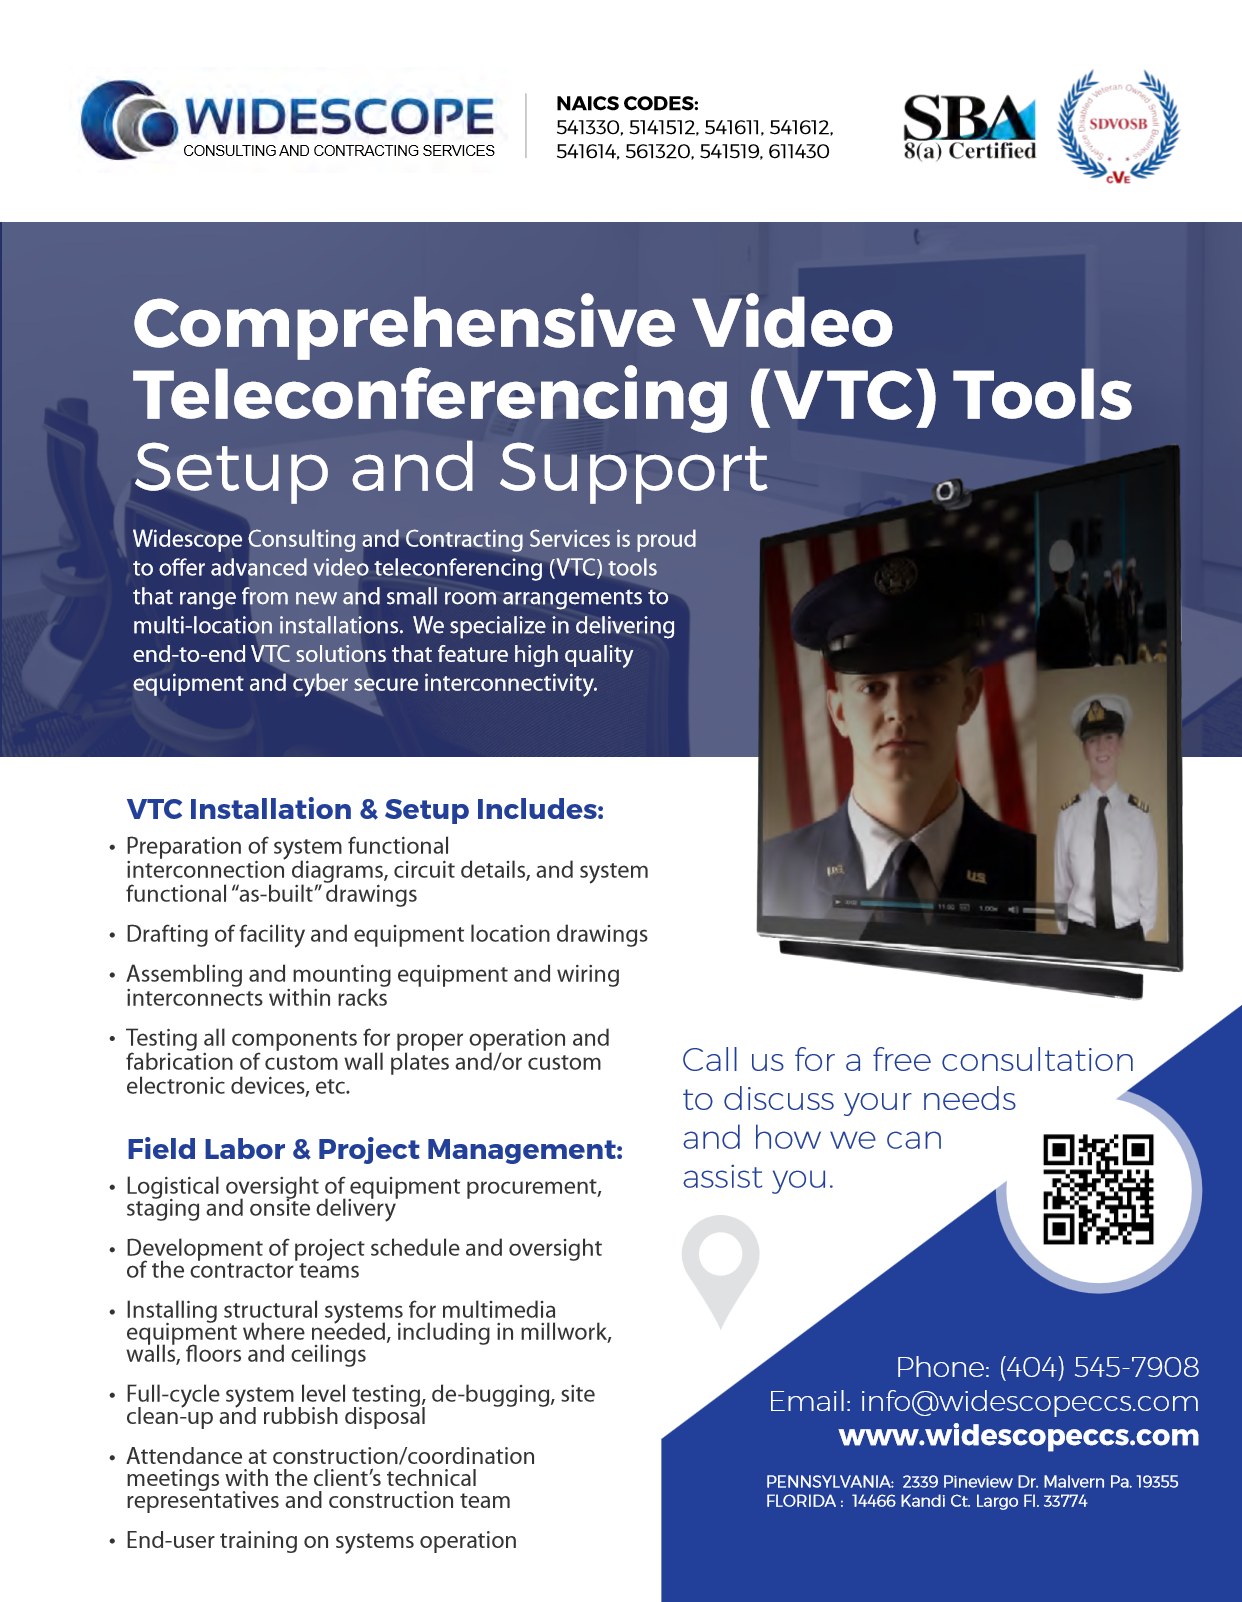 WIDESCOPE
CONSULTING AND CONTRACTING SERVICES
NAICS CODES:
541330, 5141512, 541611, 541612,
541614, 561320, 541519, 611430
SBA
8(a) Certified
Service Disabled Veteran Owned Small Business
SDVOSB
CVE
Comprehensive Video
Teleconferencing (VTC) Tools
Setup and Support
Widescope Consulting and Contracting Services is proud
to offer advanced video teleconferencing (VTC) tools
that range from new and small room arrangements to
multi-location installations.  We specialize in delivering
end-to-end VTC solutions that feature high quality
equipment and cyber secure interconnectivity.
U.S
VTC Installation & Setup Includes:
• Preparation of system functional
interconnection diagrams, circuit details, and system
functional “as-built” drawings
• Drafting of facility and equipment location drawings
• Assembling and mounting equipment and wiring
interconnects within racks
• Testing all components for proper operation and
fabrication of custom wall plates and/or custom
electronic devices, etc.
Field Labor & Project Management:
• Logistical oversight of equipment procurement,
staging and onsite delivery
• Development of project schedule and oversight
of the contractor teams
• Installing structural systems for multimedia
equipment where needed, including in millwork,
walls, floors and ceilings
• Full-cycle system level testing, de-bugging, site
clean-up and rubbish disposal
• Attendance at construction/coordination
meetings with the client’s technical
representatives and construction team
• End-user training on systems operation
Call us for a free consultation
to discuss your needs
and how we can
assist you.
Phone: (404) 545-7908
Email: info@widescopeccs.com
www.widescopeccs.com
PENNSYLVANIA:  2339 Pineview Dr. Malvern Pa. 19355
FLORIDA :  14466 Kandi Ct. Largo Fl. 33774